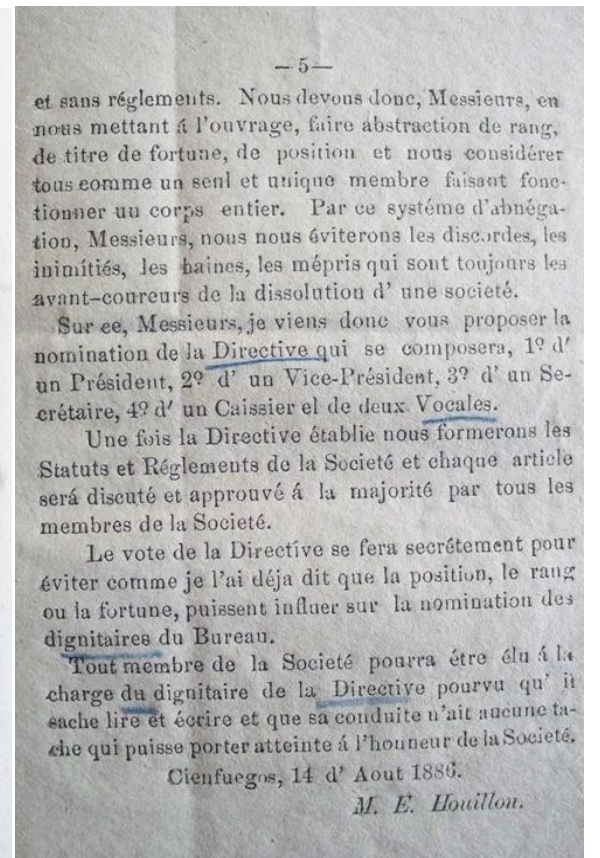 —5—
et sans réglements. Nous devons donc, Messieurs, en
nous mettant á l'ouvrage, faire abstraction de rang,
de titre de fortune, de position et nous considérer
tous comme un seul et unique membre faisant fonc-
tionner un corps entier. Par ce systéme d'abnéga-
tion, Messieurs, nous nous éviterons les discordes, les
inimítiés, les haines, les mépris qui sont toujours les
avant-coureurs de la dissolution d' une societé.
Sur ee, Messieurs, je viens donc vous proposer la
nomination de la Directive qui se composera, 1º d'
un Président, 2º d' un Vice-Président, 3º d' un Se-
crétaire, 4º d' un Caissier el de deux Vocales.
Une fois la Directive établie nous formerons les
Statuts et Réglements de la Societé et chaque article
será discuté et approuvé á la majorité par tous les
membres de la Societé.
Le vote de la Directive se fera secrétement pour
éviter comme je l'ai déja dit que la position, le rang
ou la fortune, puissent influer sur la nomination des
dignitaires du Bureau.
Tout membre de la Societé pourra étre élu á la
charge du dignitaire de la Directive pourvu qu' il
sache lire et écrire et que sa conduite n'ait aucune ta-
che qui puisse porter atteinte á l'honneur de la Societé.
Cienfuegos, 14 d' Aout 1886.
M. E. Houillon.